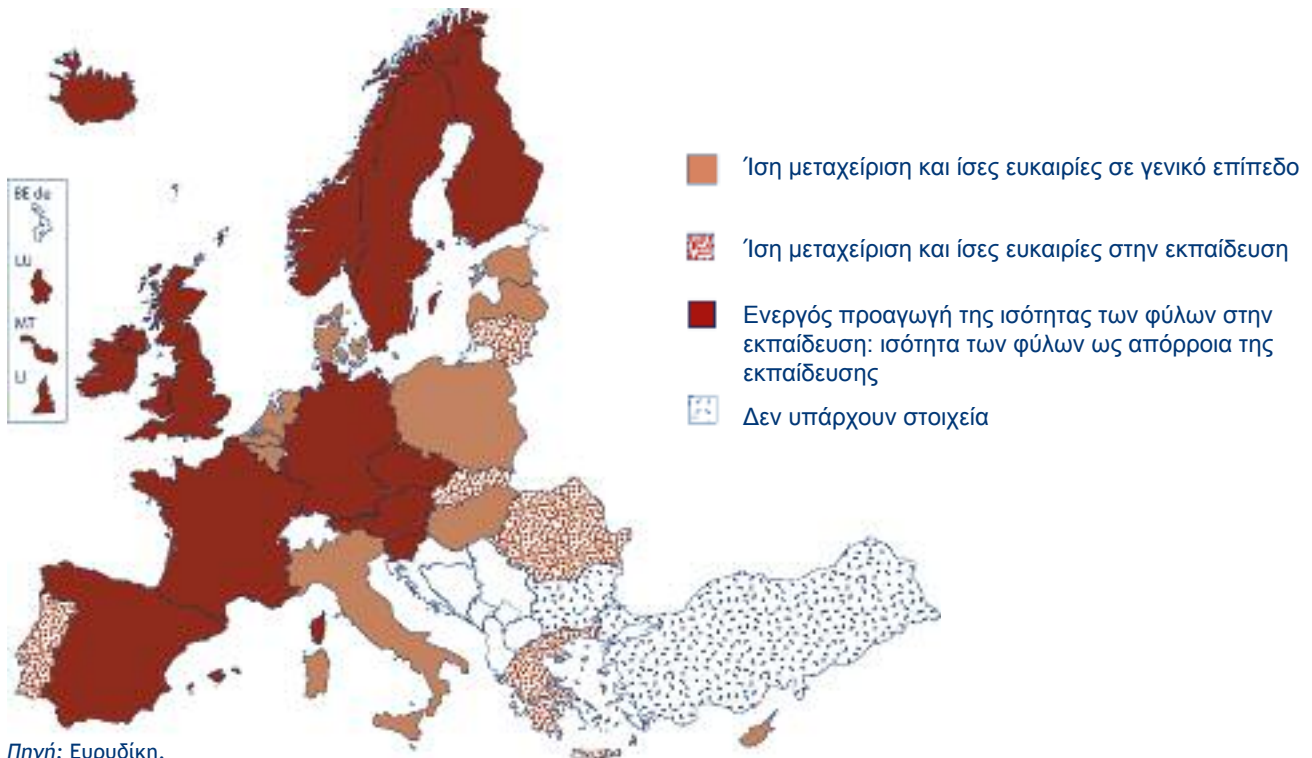 BE de
LU
MT
LI
Ίση μεταχείριση και ίσες ευκαιρίες σε γενικό επίπεδο
Ίση μεταχείριση και ίσες ευκαιρίες στην εκπαίδευση
Ενεργός προαγωγή της ισότητας των φύλων στην
εκπαίδευση: ισότητα των φύλων ως απόρροια της
εκπαίδευσης
Δεν υπάρχουν στοιχεία
Πηγή: Ευρυδίκη.